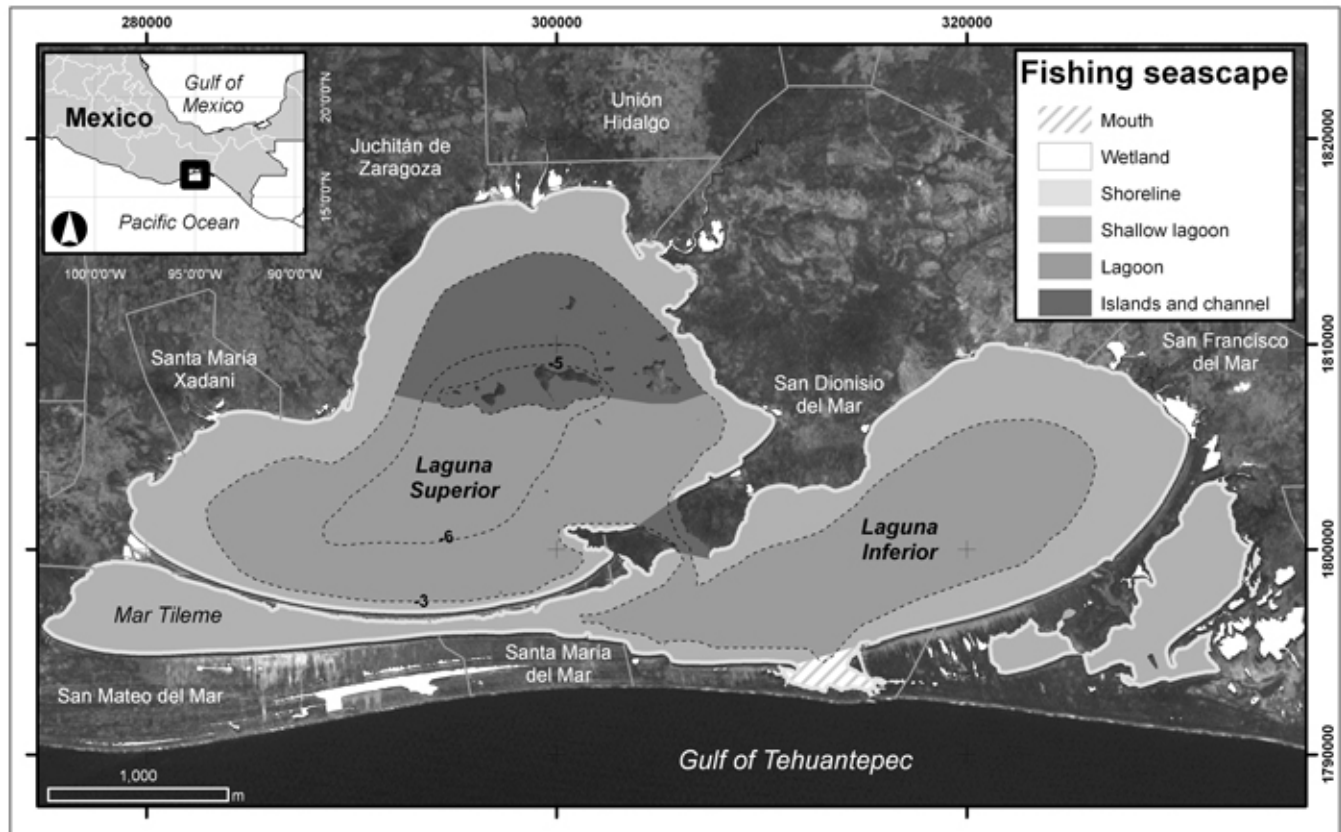 280000
300000
320000
Gulf of
Mexico
Mexico
Pacific Ocean
20°0'0"N
15°0'0"N
100°0'0"W
95°0'0"W
90°0'0"W
Fishing seascape
Mouth
Wetland
Shoreline
Shallow lagoon
Lagoon
Islands and channel
Unión
Hidalgo
Juchitán de
Zaragoza
1820000
Santa María
Xadani
-5
San Dionisio
del Mar
San Francisco
del Mar
1810000
Laguna
Superior
-6
Laguna
Inferior
1800000
-3
Mar Tileme
Santa María
del Mar
San Mateo del Mar
Gulf of Tehuantepec
1790000
1,000
m